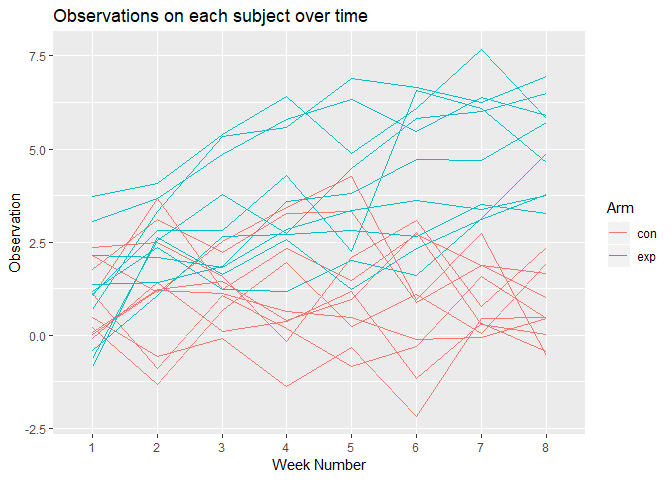 Observations on each subject over time
7.5
5.0
2.5
0.0
-2.5
Observation
1 2 3 4 5 6 7 8
Week Number
Arm
con
exp